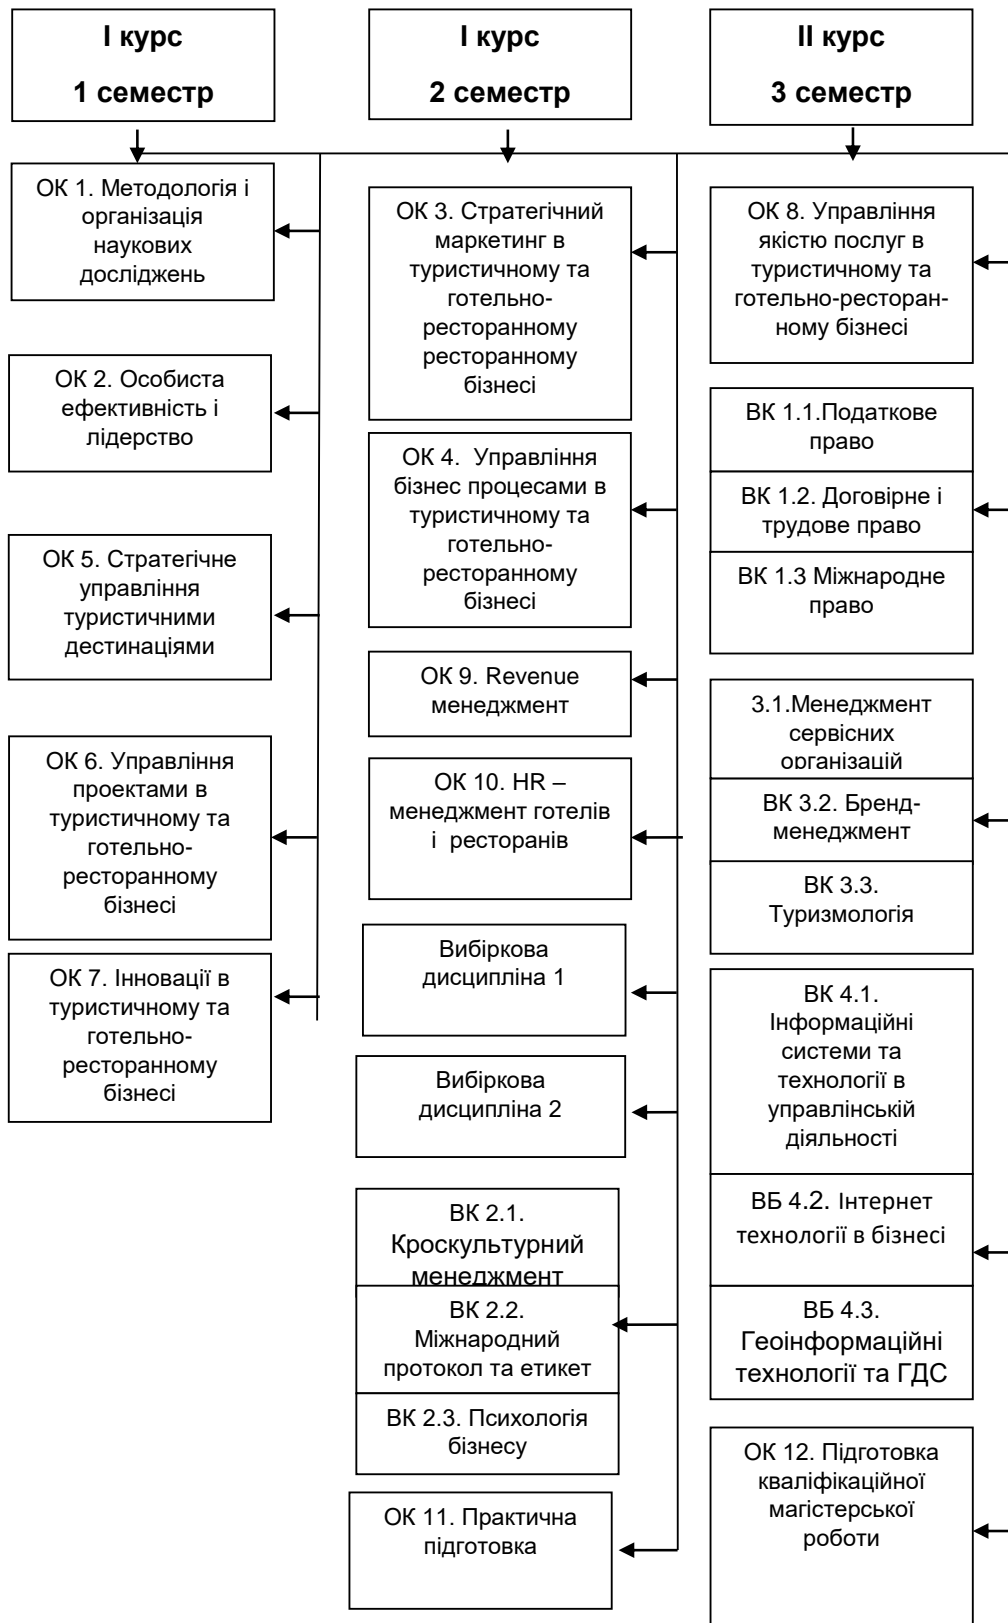 І курс
1 семестр
І курс
2 семестр
ІІ курс
3 семестр
ОК 1. Методологія і
організація
наукових
досліджень
ОК 2. Особиста
ефективність і
лідерство
ОК 5. Стратегічне
управління
туристичними
дестинаціями
ОК 6. Управління
проектами в
туристичному та
готельно-
ресторанному
бізнесі
ОК 7. Інновації в
туристичному та
готельно-
ресторанному
бізнесі
ОК 3. Стратегічний
маркетинг в
туристичному та
готельно-
ресторанному
ресторанному
бізнесі
ОК 4. Управління
бізнес процесами в
туристичному та
готельно-
ресторанному
бізнесі
ОК 9. Revenue
менеджмент
ОК 10. HR –
менеджмент готелів
і ресторанів
Вибіркова
дисципліна 1
Вибіркова
дисципліна 2
ВК 2.1.
Кроскультурний
менеджмент
ВК 2.2.
Міжнародний
протокол та етикет
ВК 2.3. Психологія
бізнесу
ОК 11. Практична
підготовка
ОК 8. Управління
якістю послуг в
туристичному та
готельно-ресторан-
ному бізнесі
ВК 1.1.Податкове
право
ВК 1.2. Договірне і
трудове право
ВК 1.3 Міжнародне
право
3.1.Менеджмент
сервісних
організацій
ВК 3.2. Бренд-
менеджмент
ВК 3.3.
Туризмологія
ВК 4.1.
Інформаційні
системи та
технології в
управлінській
діяльності
ВБ 4.2. Інтернет
технології в бізнесі
ВБ 4.3.
Геоінформаційні
технології та ГДС
ОК 12. Підготовка
кваліфікаційної
магістерської
роботи